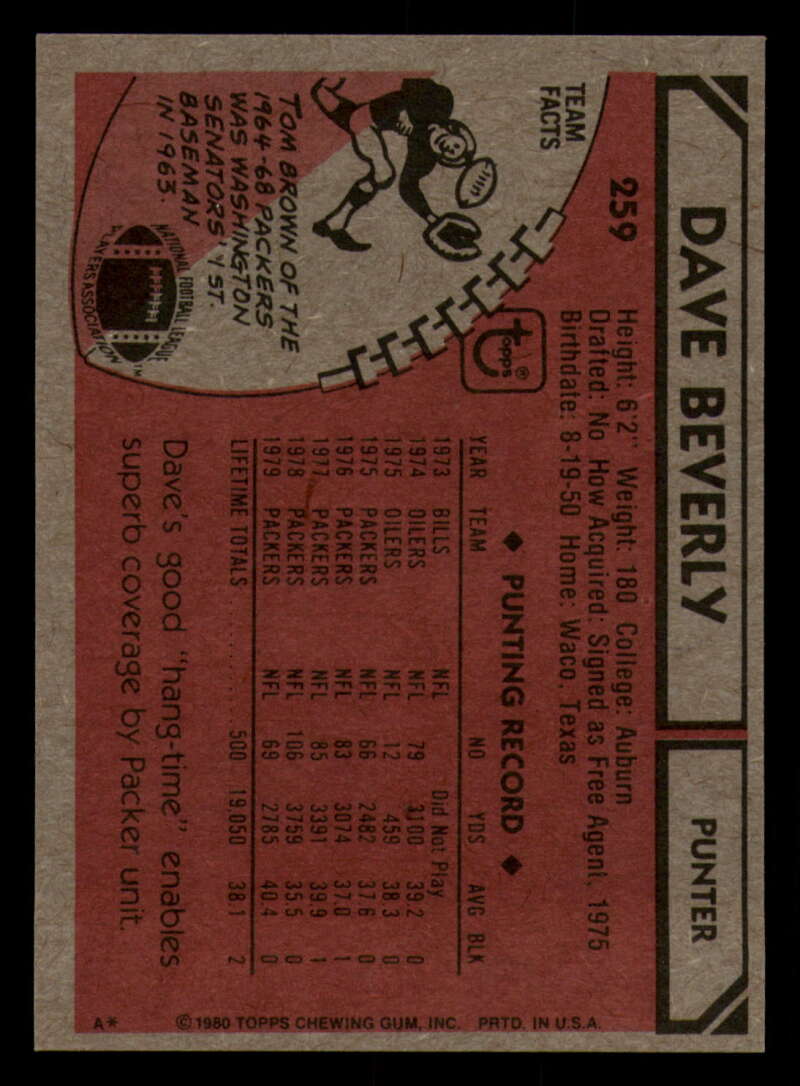 DAVE BEVERLY
PUNTER
259
Height: 6'2" Weight: 180 College: Auburn
Drafted: No How Acquired: Signed as Free Agent, 1975
Birthdate: 8-19-50 Home: Waco, Texas
TEAM
FACTS
TOM BROWN OF THE
1964-68 PACKERS
WAS WASHINGTON
SENATORS' 1ST.
BASEMAN
IN 1963.
NATIONAL FOOTBALL LEAGUE
PLAYERS ASSOCIATION ™
topps®
◆ PUNTING RECORD ◆
YEAR TEAM NO YDS AVG BLK
1973 BILLS NFL Did Not Play
1974 OILERS NFL 79 3100 39.2 0
1975 OILERS NFL 12 459 38.3 0
1975 PACKERS NFL 66 2482 37.6 0
1976 PACKERS NFL 83 3074 37.0 1
1977 PACKERS NFL 85 3391 39.9 1
1978 PACKERS NFL 106 3759 35.5 0
1979 PACKERS NFL 69 2785 40.4 0
LIFETIME TOTALS . . . . . . . . . . 500 19,050 38.1 2
Dave's good "hang-time" enables
superb coverage by Packer unit.
A* © 1980 TOPPS CHEWING GUM, INC. PRTD. IN U.S.A.